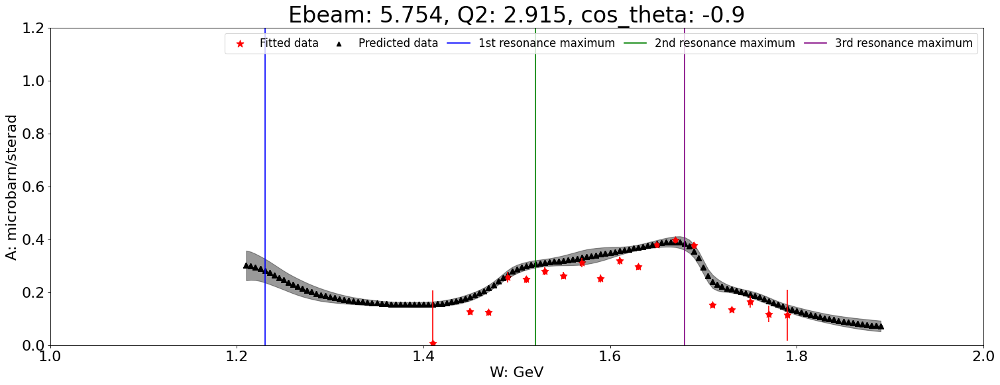 Ebeam: 5.754, Q2: 2.915, cos_theta: -0.9
Fitted data
Predicted data
1st resonance maximum
2nd resonance maximum
3rd resonance maximum
A: microbarn/sterad
1.2
1.0
0.8
0.6
0.4
0.2
0.0
1.0
1.2
1.4
1.6
1.8
2.0
W: GeV